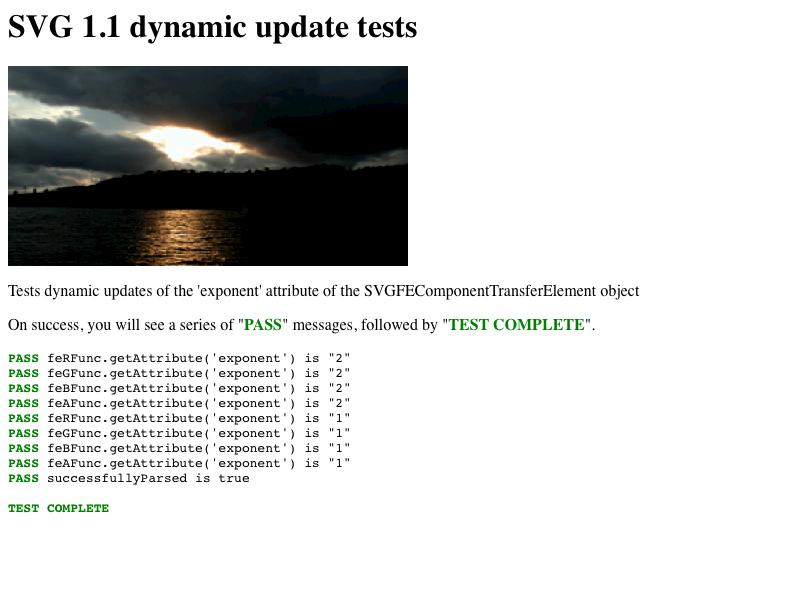 SVG 1.1 dynamic update tests
Tests dynamic updates of the 'exponent' attribute of the SVGFEComponentTransferElement object
On success, you will see a series of "PASS" messages, followed by "TEST COMPLETE".
PASS feRFunc.getAttribute('exponent') is "2"
PASS feGFunc.getAttribute('exponent') is "2"
PASS feBFunc.getAttribute('exponent') is "2"
PASS feAFunc.getAttribute('exponent') is "2"
PASS feRFunc.getAttribute('exponent') is "1"
PASS feGFunc.getAttribute('exponent') is "1"
PASS feBFunc.getAttribute('exponent') is "1"
PASS feAFunc.getAttribute('exponent') is "1"
PASS successfullyParsed is true
TEST COMPLETE